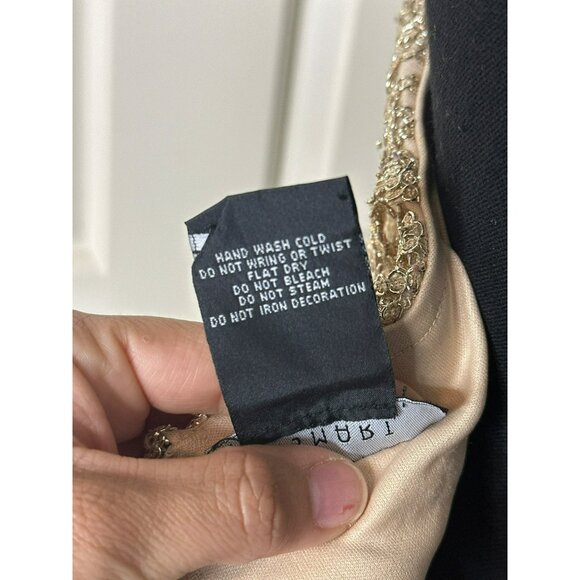 HAND WASH COLD
DO NOT WRING OR TWIST
FLAT DRY
DO NOT BLEACH
DO NOT STEAM
DO NOT IRON DECORATION